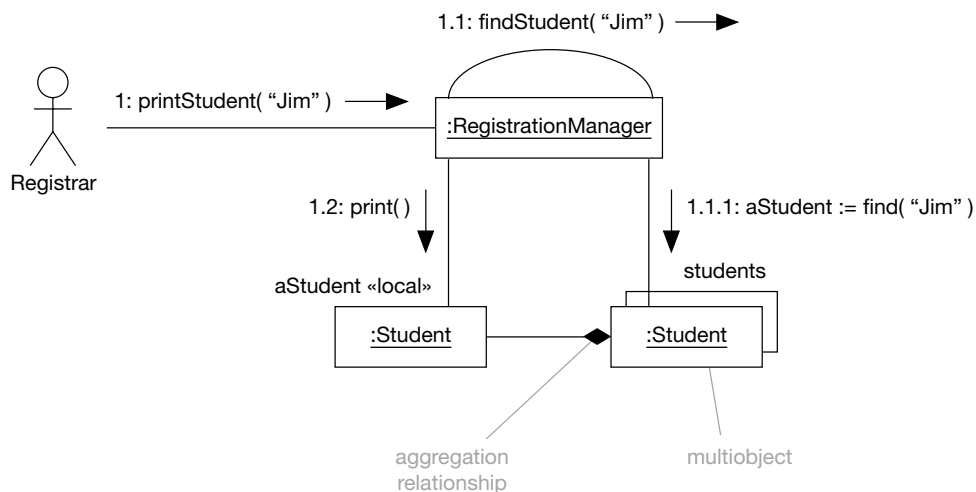 1.1: findStudent( “Jim” )
1: printStudent( “Jim” )
:RegistrationManager
Registrar
1.2: print( )
1.1.1: aStudent := find( “Jim” )
students
aStudent «local»
:Student
:Student
aggregation
relationship
multiobject